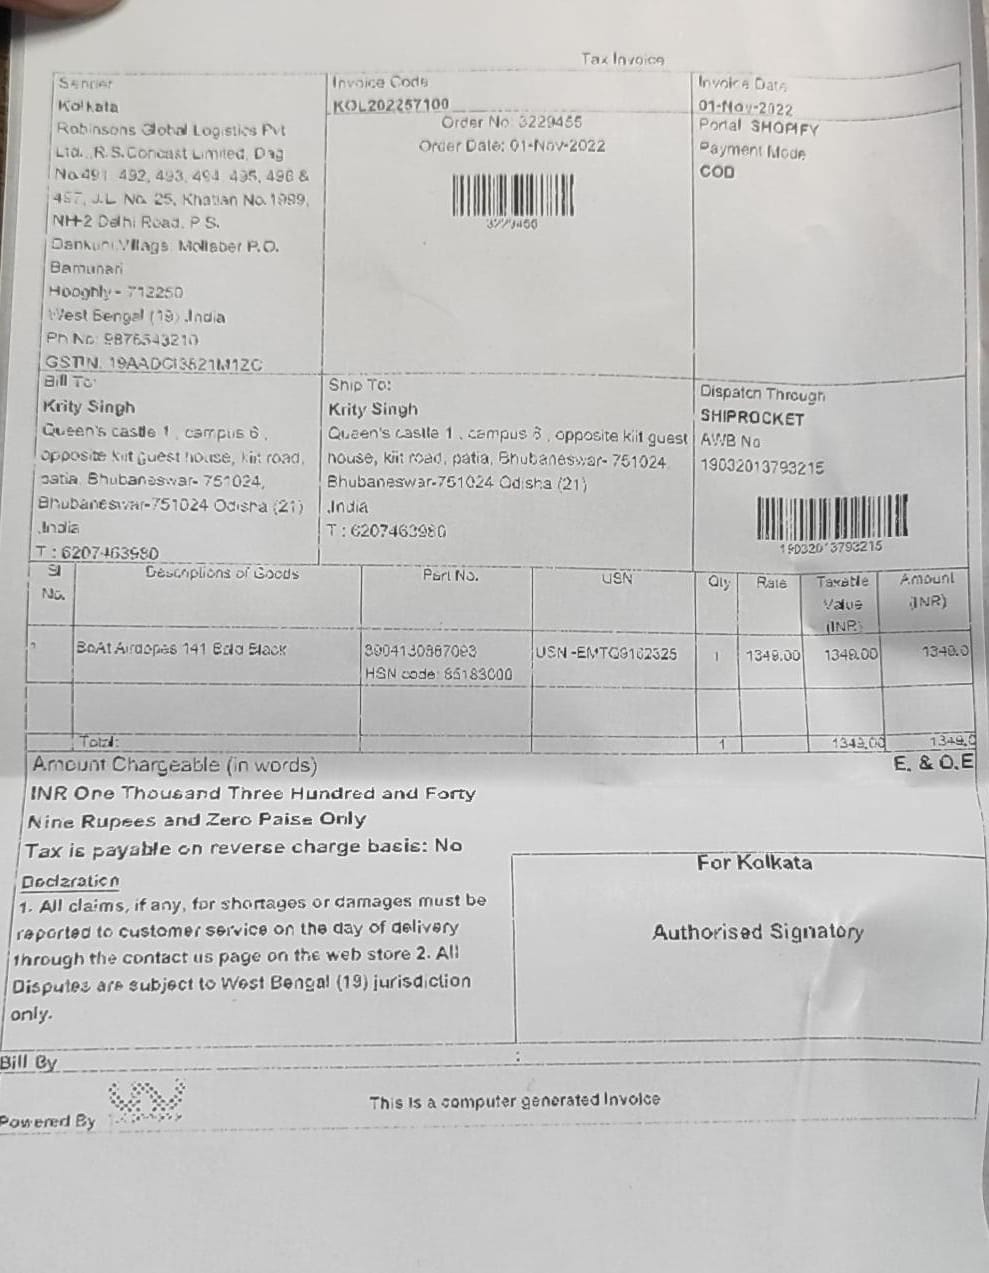 Tax Invoice
Sender
Kolkata
Robinsons Global Logistics Pvt
Ltd., R.S.Concast Limited, Dag
No.491 492, 493, 494 495, 496 &
497, J.L No. 25, Khatian No.1999,
NH-2 Delhi Road, P S.
Dankuni,Village Mollaber P.O.
Bamunari
Hooghly - 712250
West Bengal (19) ,India
Ph No: 9876543210
GSTIN. 19AADCI3821M1ZC
Invoice Code
KOL202257100
Order No: 3229456
Order Date: 01-Nov-2022
3229456
Invoice Date
01-Nov-2022
Portal SHOPIFY
Payment Mode
COD
Bill To:
Krity Singh
Queen's castle 1 , campus 6 ,
opposite kiit guest house, kiit road,
patia, Bhubaneswar- 751024,
Bhubaneswar-751024 Odisha (21)
,India
T : 6207463980
Ship To:
Krity Singh
Queen's castle 1 , campus 6 , opposite kiit guest
house, kiit road, patia, Bhubaneswar- 751024,
Bhubaneswar-751024 Odisha (21)
,India
T : 6207463980
Dispatch Through
SHIPROCKET
AWB No
19032013793215
19032013793215
Sl No. Descriptions of Goods Part No. USN Qty Rate Taxable Value (INR) Amount (INR)
BoAt Airdopes 141 Bold Black 8904130887093 USN -EMTG9162325 1 1349.00 1349.00 1349.0
HSN code: 85183000
Total: 1 1349.00 1349.0
Amount Chargeable (in words) E. & O.E
INR One Thousand Three Hundred and Forty
Nine Rupees and Zero Paise Only
Tax is payable on reverse charge basis: No
Declaration
1. All claims, if any, for shortages or damages must be
reported to customer service on the day of delivery
through the contact us page on the web store 2. All
Disputes are subject to West Bengal (19) jurisdiction
only.
For Kolkata
Authorised Signatory
Bill By :
Powered By
This is a computer generated Invoice